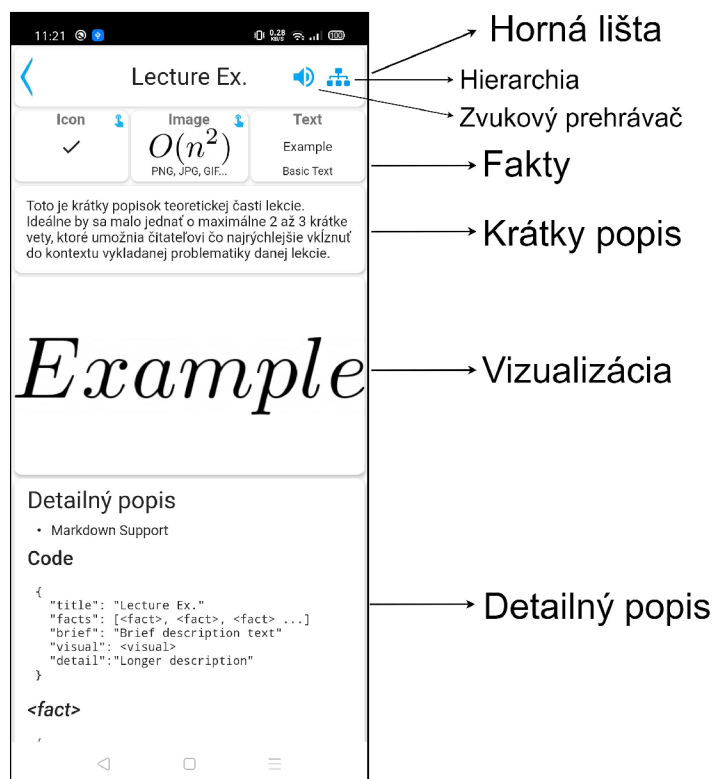 11:21
0.28
KB/S
100
Lecture Ex.
Icon
Image
Text
O(n²)
Example
PNG, JPG, GIF...
Basic Text
Toto je krátky popisok teoretickej časti lekcie.
Ideálne by sa malo jednať o maximálne 2 až 3 krátke
vety, ktoré umožnia čitateľovi čo najrýchlejšie vkĺznuť
do kontextu vykladanej problematiky danej lekcie.
Example
Detailný popis
• Markdown Support
Code
{
"title": "Lecture Ex."
"facts": [<fact>, <fact>, <fact> ...]
"brief": "Brief description text"
"visual": <visual>
"detail":"Longer description"
}
<fact>
Horná lišta
Hierarchia
Zvukový prehrávač
Fakty
Krátky popis
Vizualizácia
Detailný popis